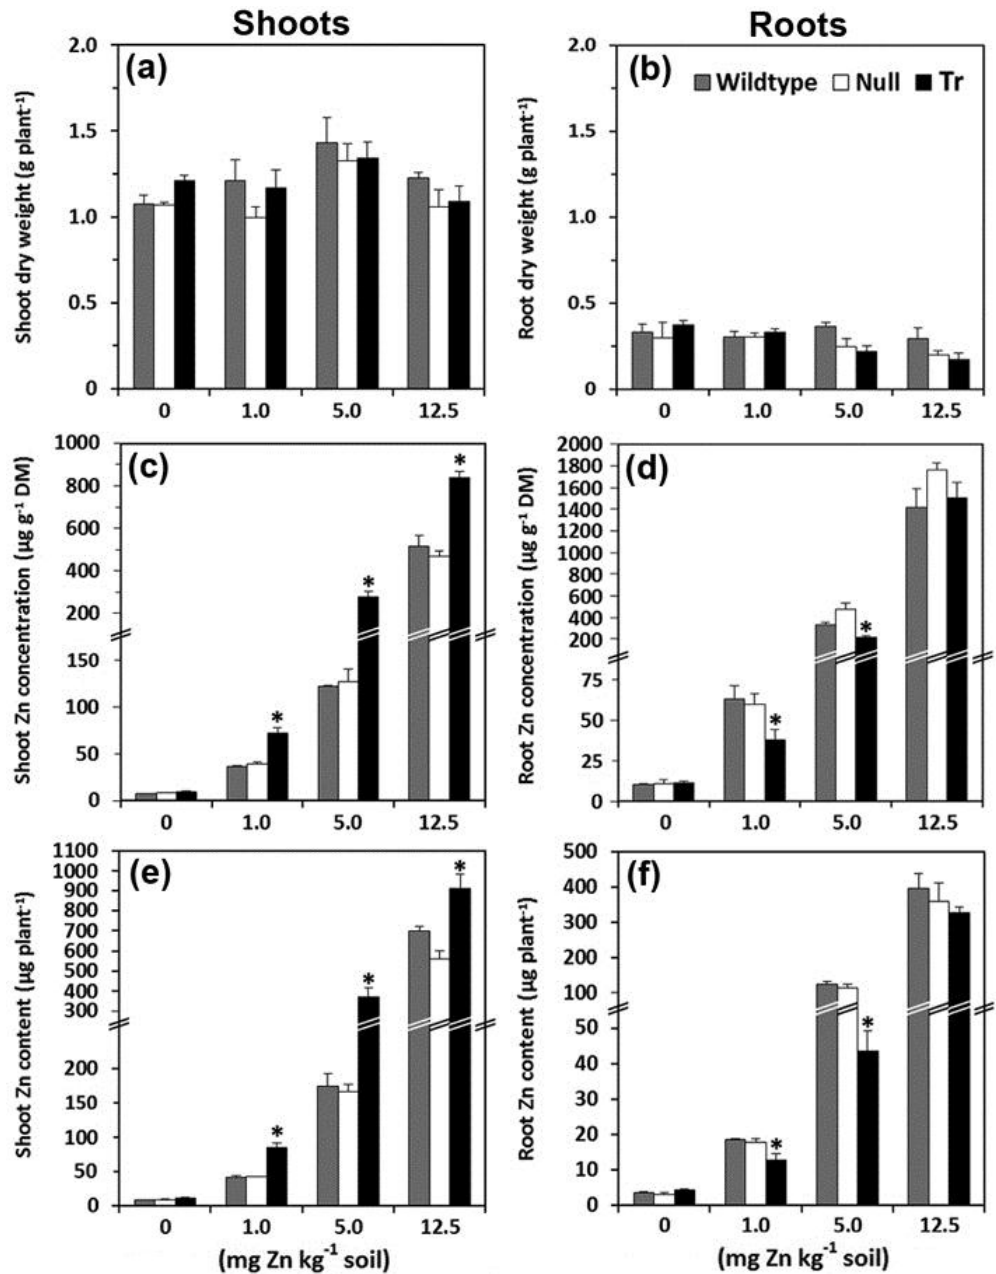 Shoots
Roots
(a)
Shoot dry weight (g plant⁻¹)
2.0
1.5
1.0
0.5
0
0 1.0 5.0 12.5
(b)
Wildtype Null Tr
Root dry weight (g plant⁻¹)
2.0
1.5
1.0
0.5
0
0 1.0 5.0 12.5
(c)
Shoot Zn concentration (µg g⁻¹ DM)
1000
800
600
400
200
150
100
50
0
* * *
0 1.0 5.0 12.5
(d)
Root Zn concentration (µg g⁻¹ DM)
2000
1800
1600
1400
1200
1000
800
600
400
200
75
50
25
0
* *
0 1.0 5.0 12.5
(e)
Shoot Zn content (µg plant⁻¹)
1100
1000
900
800
700
600
500
400
300
200
150
100
50
0
* * *
0 1.0 5.0 12.5
(mg Zn kg⁻¹ soil)
(f)
Root Zn content (µg plant⁻¹)
500
400
300
200
100
50
40
30
20
10
0
* *
0 1.0 5.0 12.5
(mg Zn kg⁻¹ soil)